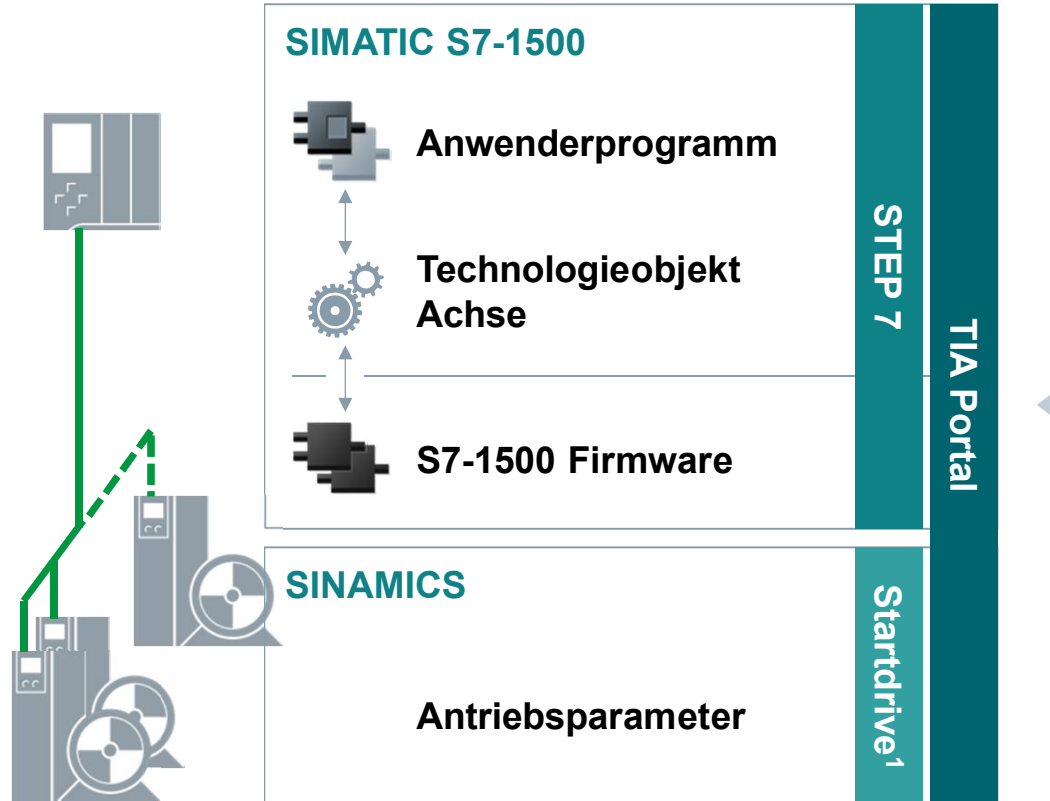 SIMATIC S7-1500
Anwenderprogramm
Technologieobjekt
Achse
S7-1500 Firmware
STEP 7
TIA Portal
SINAMICS
Antriebsparameter
Startdrive¹